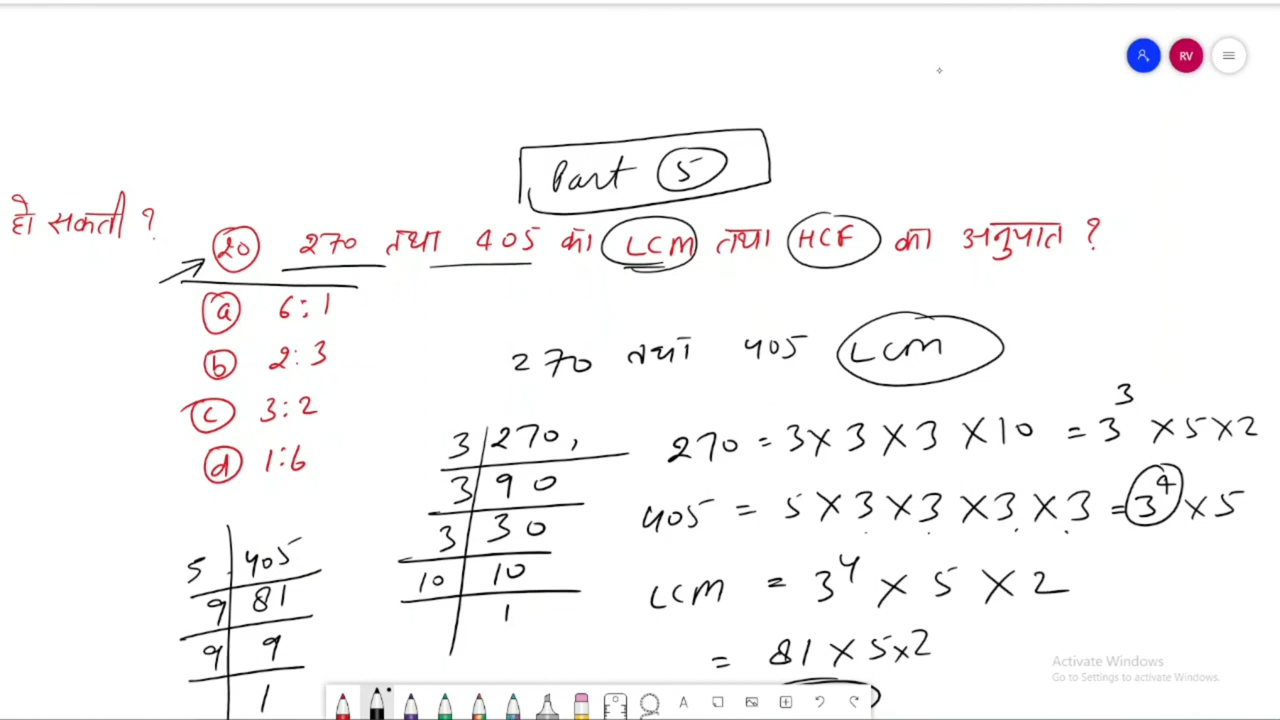 RV
Part 5
हो सकती ?
20 270 तथा 405 का LCM तथा HCF का अनुपात ?
a 6:1
b 2:3
c 3:2
d 1:6
270 तथा 405 LCM
3 270,
3 90
3 30
10 10
1
270 = 3 X 3 X 3 X 10 = 3³ X 5 X 2
405 = 5 X 3 X 3 X 3 X 3 = 3⁴ X 5
LCM = 3⁴ X 5 X 2
= 81 X 5 x 2
5 405
9 81
9 9
1
A
Activate Windows
Go to Settings to activate Windows.